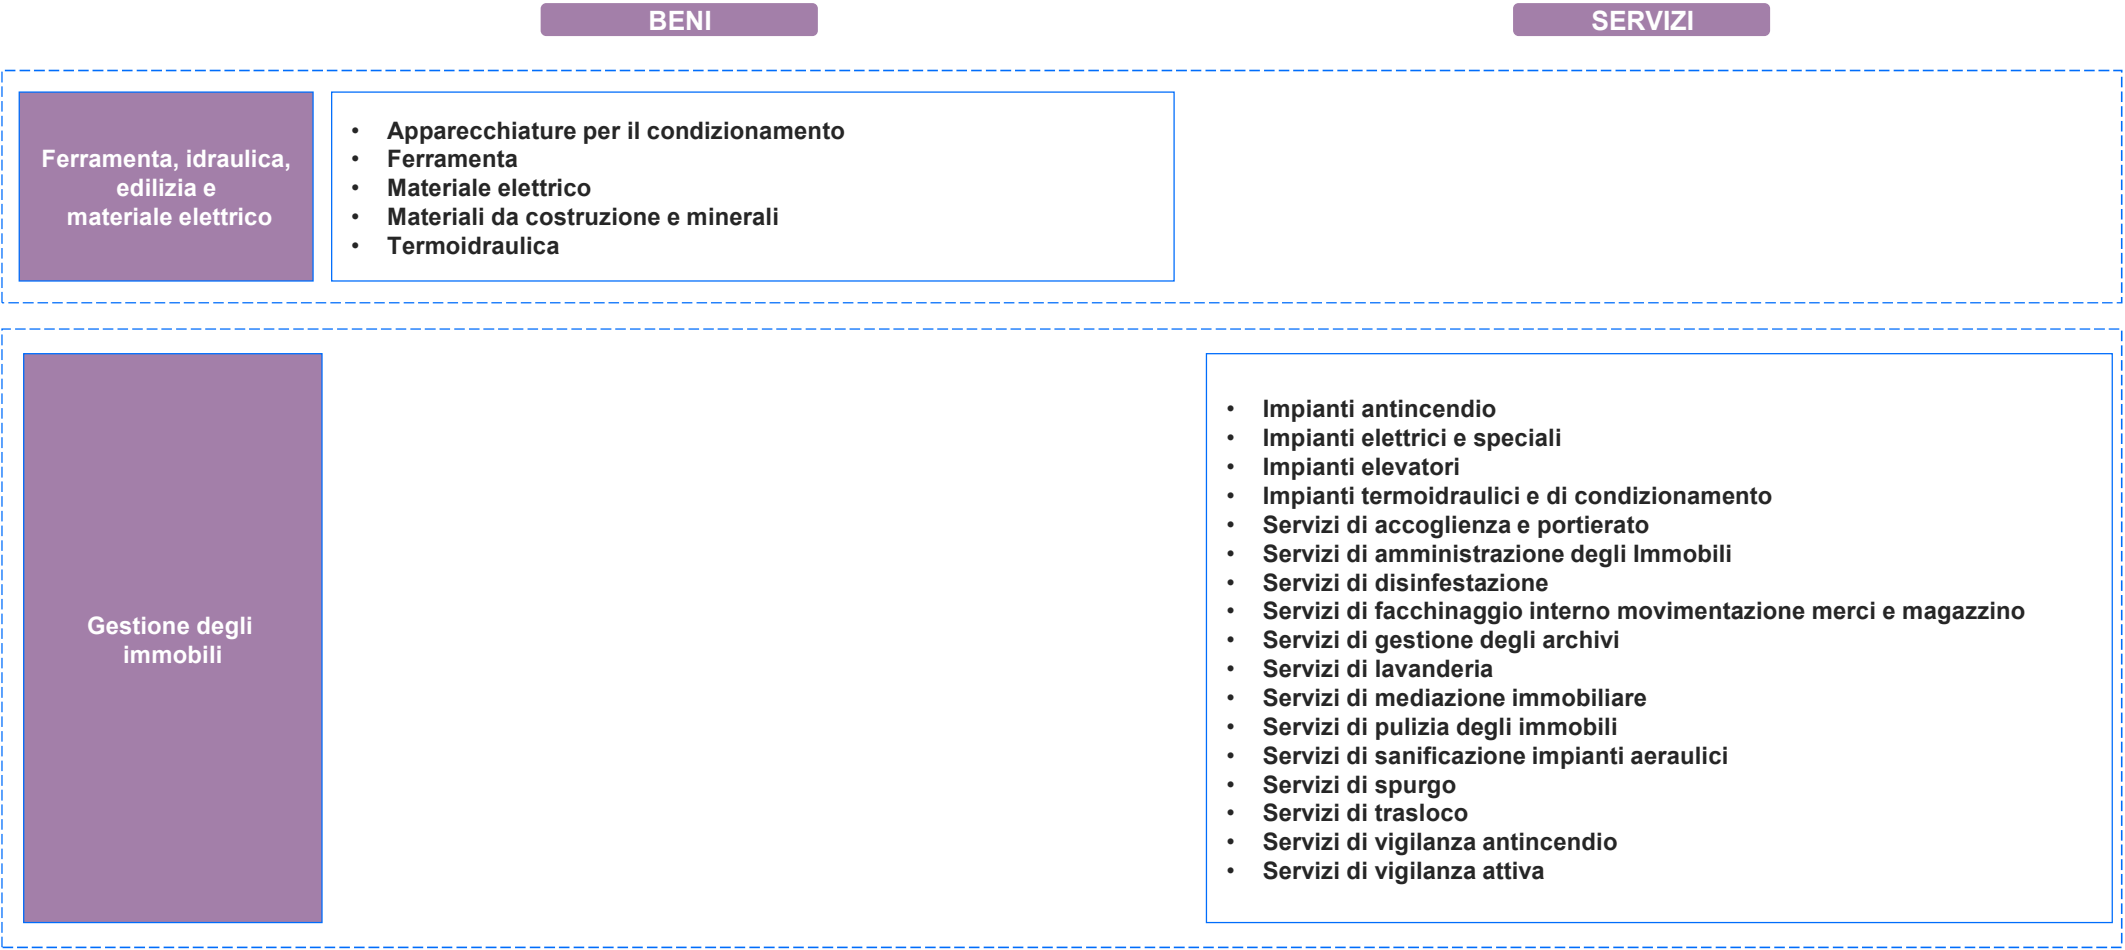 BENI
SERVIZI
Ferramenta, idraulica,
edilizia e
materiale elettrico
• Apparecchiature per il condizionamento
• Ferramenta
• Materiale elettrico
• Materiali da costruzione e minerali
• Termoidraulica
Gestione degli
immobili
• Impianti antincendio
• Impianti elettrici e speciali
• Impianti elevatori
• Impianti termoidraulici e di condizionamento
• Servizi di accoglienza e portierato
• Servizi di amministrazione degli Immobili
• Servizi di disinfestazione
• Servizi di facchinaggio interno movimentazione merci e magazzino
• Servizi di gestione degli archivi
• Servizi di lavanderia
• Servizi di mediazione immobiliare
• Servizi di pulizia degli immobili
• Servizi di sanificazione impianti aeraulici
• Servizi di spurgo
• Servizi di trasloco
• Servizi di vigilanza antincendio
• Servizi di vigilanza attiva